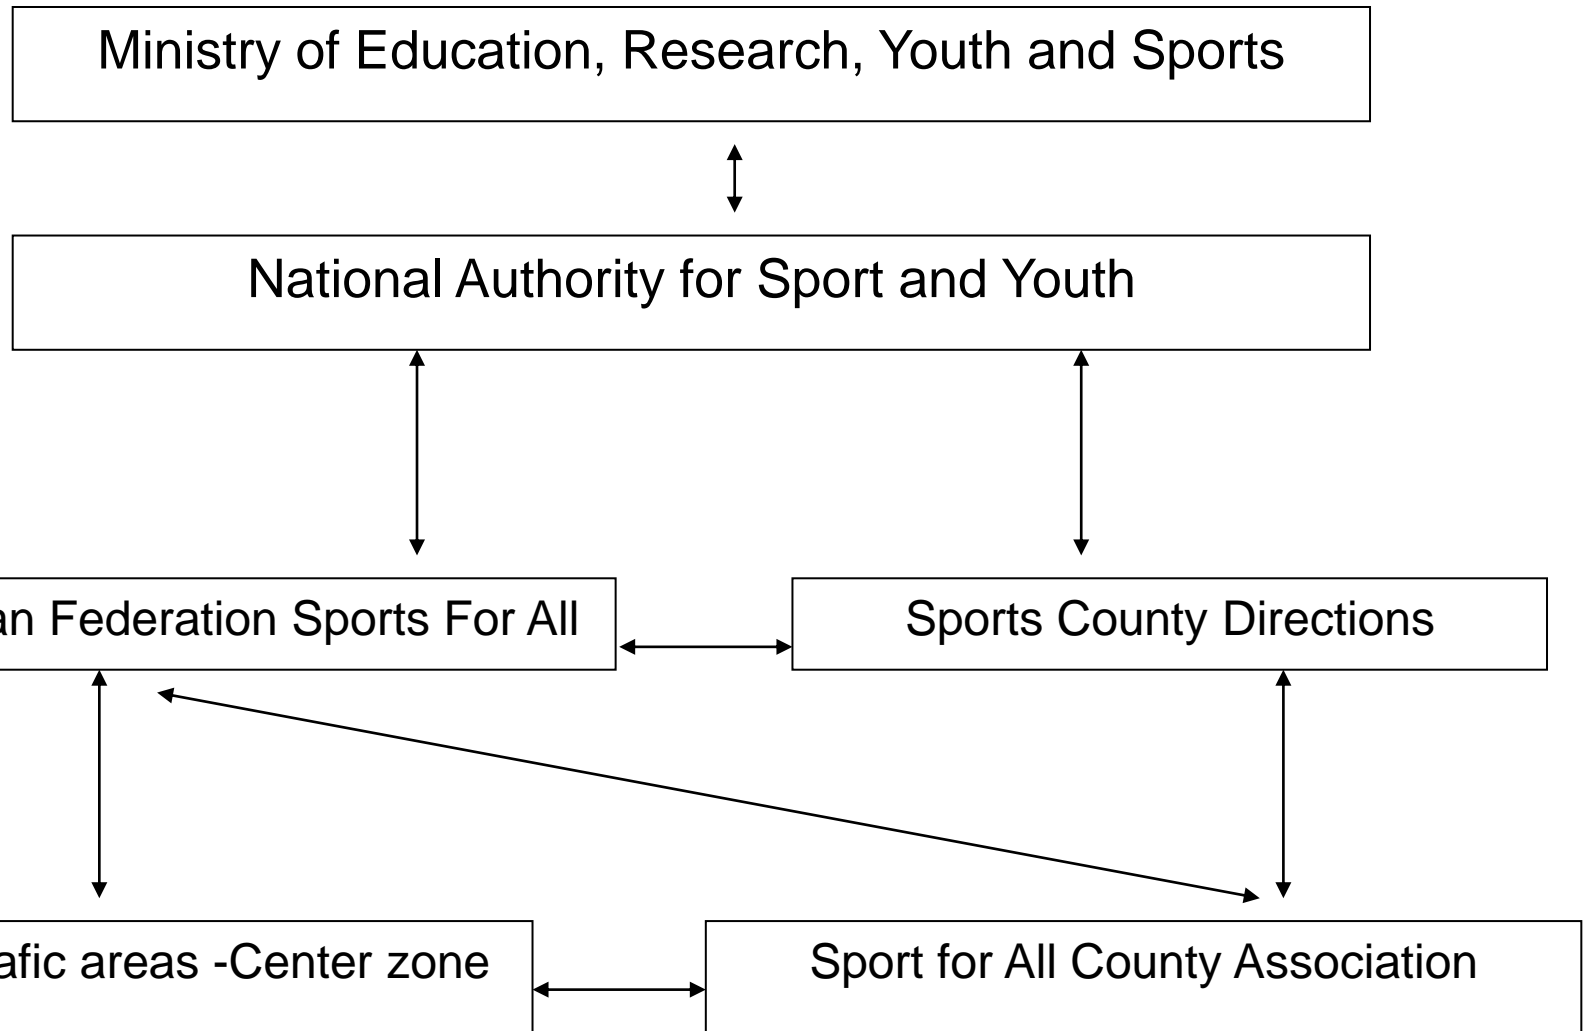 Ministry of Education, Research, Youth and Sports
National Authority for Sport and Youth
an Federation Sports For All
Sports County Directions
afic areas -Center zone
Sport for All County Association